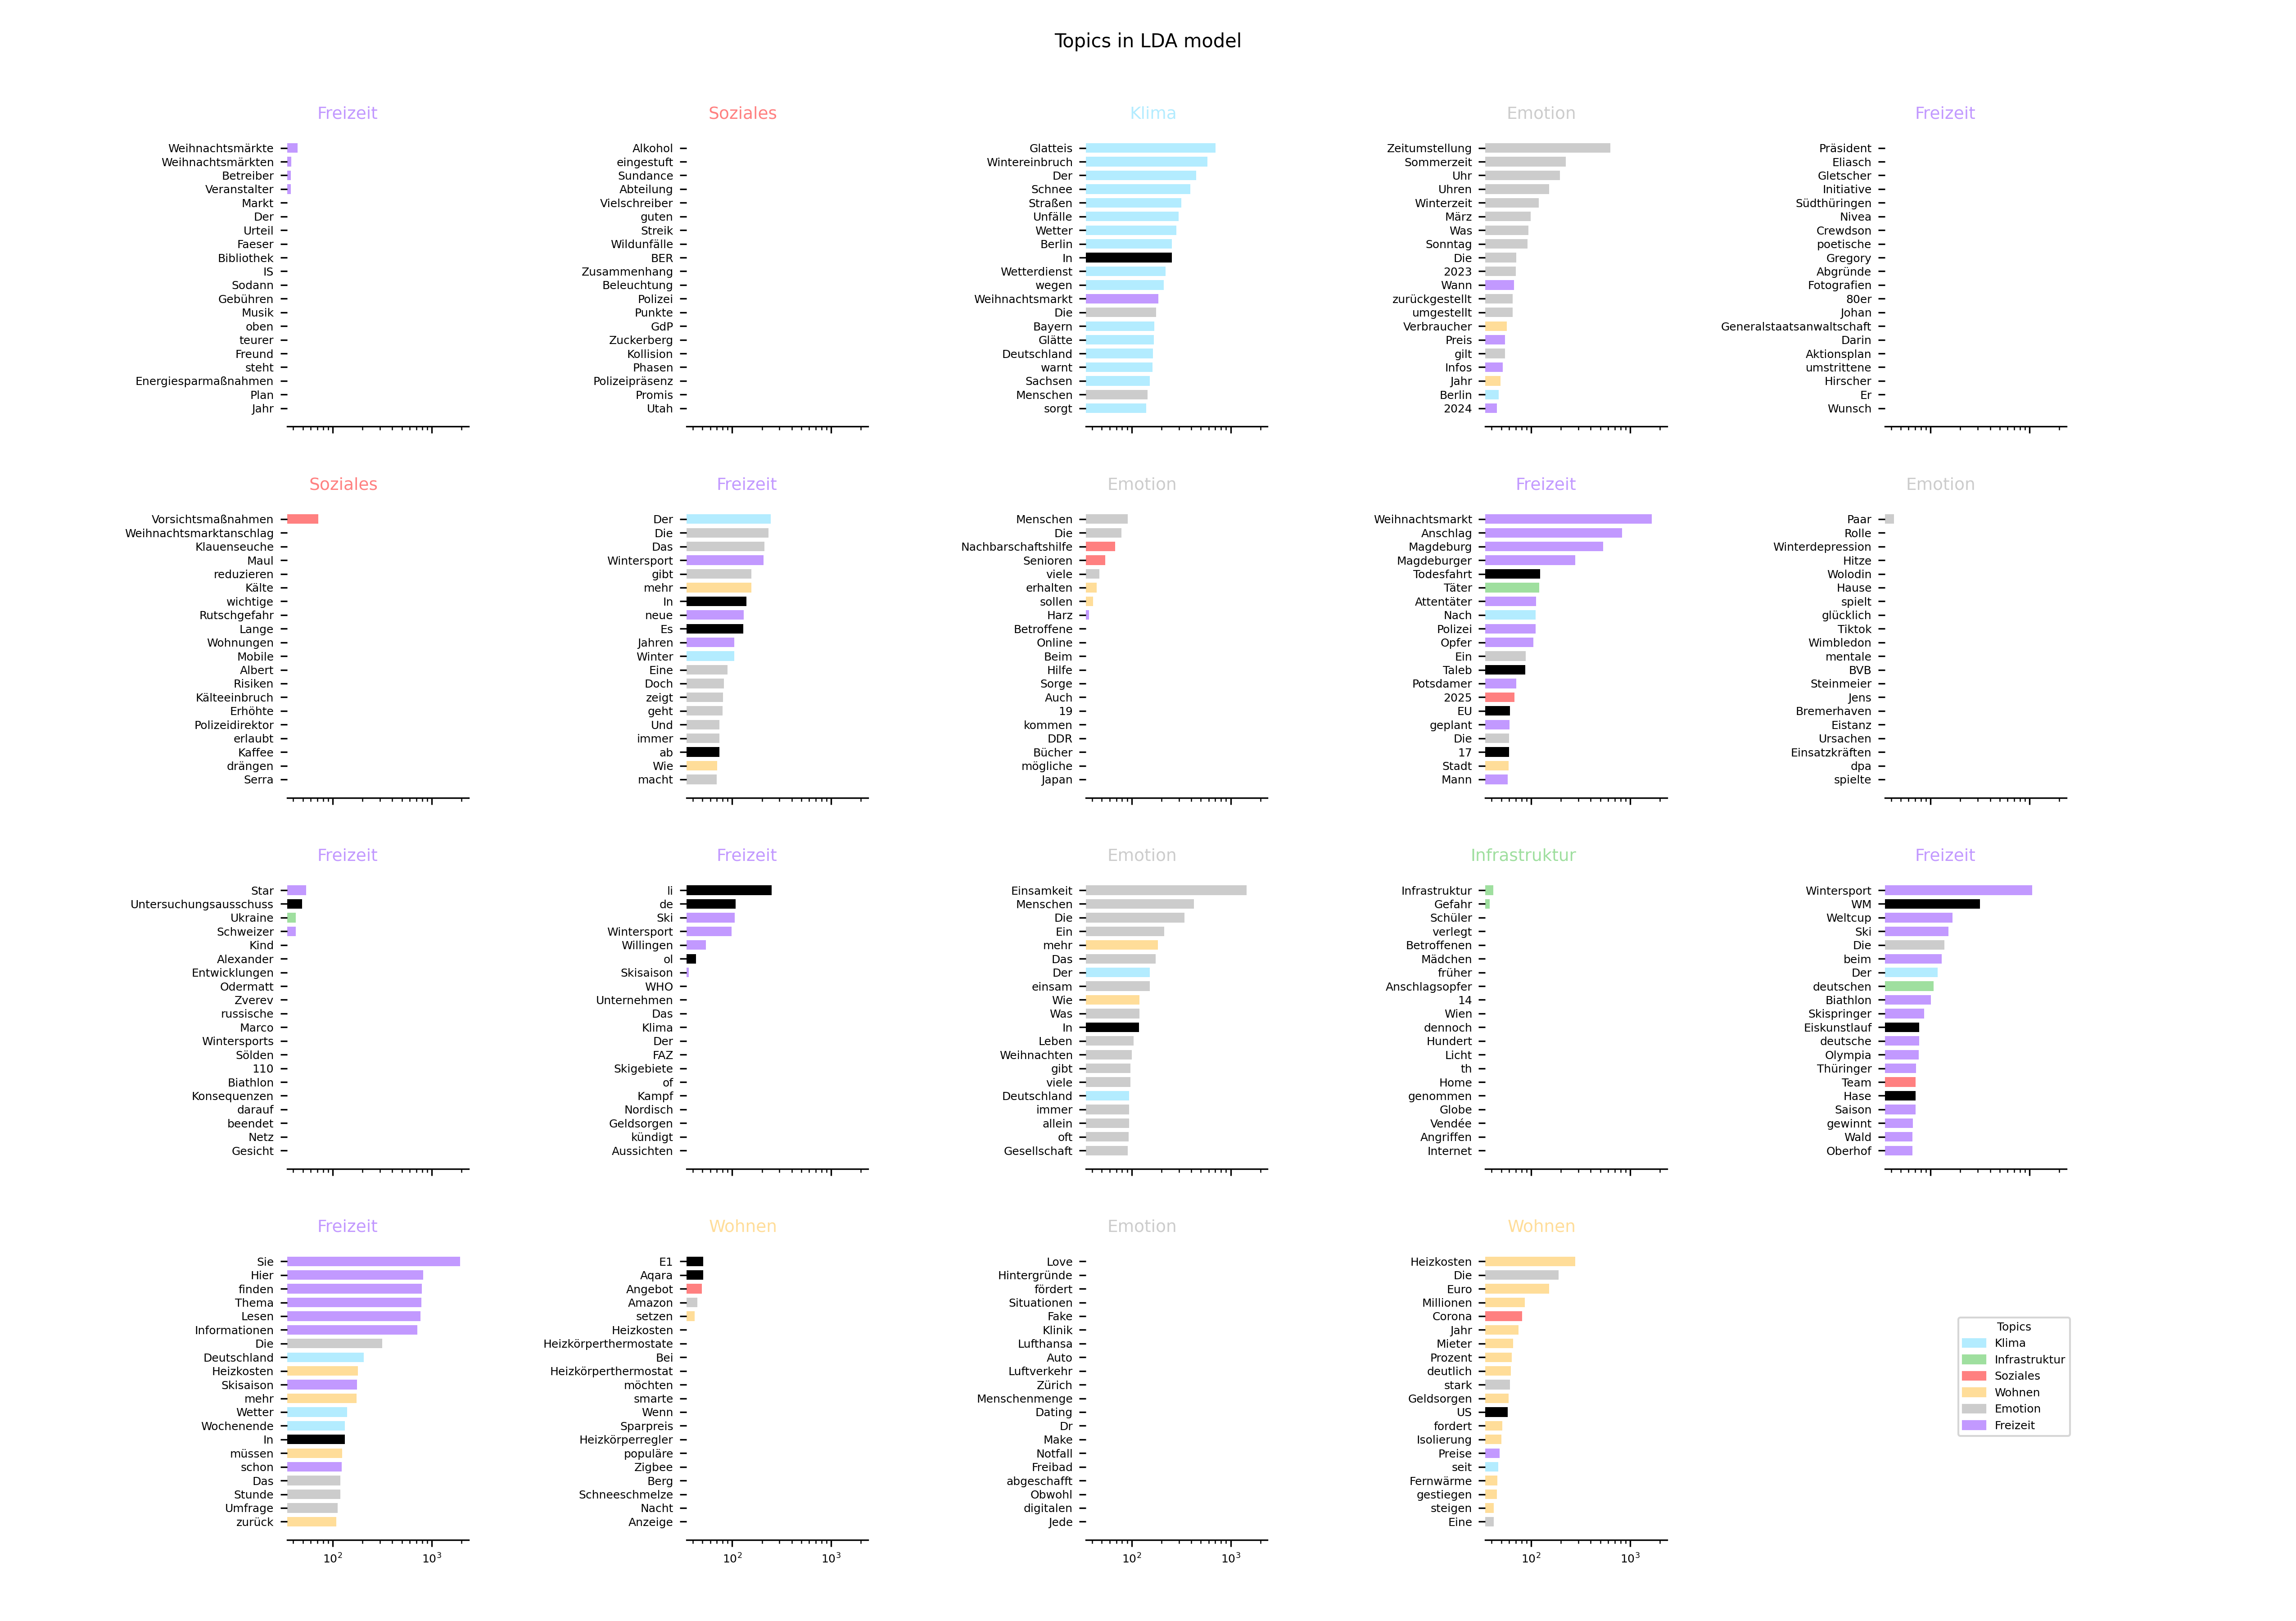 Topics in LDA model
Freizeit
Weihnachtsmärkte
Weihnachtsmärkten
Betreiber
Veranstalter
Markt
Der
Urteil
Faeser
Bibliothek
IS
Sodann
Gebühren
Musik
oben
teurer
Freund
steht
Energiesparmaßnahmen
Plan
Jahr
Soziales
Alkohol
eingestuft
Sundance
Abteilung
Vielschreiber
guten
Streik
Wildunfälle
BER
Zusammenhang
Beleuchtung
Polizei
Punkte
GdP
Zuckerberg
Kollision
Phasen
Polizeipräsenz
Promis
Utah
Klima
Glatteis
Wintereinbruch
Der
Schnee
Straßen
Unfälle
Wetter
Berlin
In
Wetterdienst
wegen
Weihnachtsmarkt
Die
Bayern
Glätte
Deutschland
warnt
Sachsen
Menschen
sorgt
Emotion
Zeitumstellung
Sommerzeit
Uhr
Uhren
Winterzeit
März
Was
Sonntag
Die
2023
Wann
zurückgestellt
umgestellt
Verbraucher
Preis
gilt
Infos
Jahr
Berlin
2024
Freizeit
Präsident
Eliasch
Gletscher
Initiative
Südthüringen
Nivea
Crewdson
poetische
Gregory
Abgründe
Fotografien
80er
Johan
Generalstaatsanwaltschaft
Darin
Aktionsplan
umstrittene
Hirscher
Er
Wunsch
Soziales
Vorsichtsmaßnahmen
Weihnachtsmarktanschlag
Klauenseuche
Maul
reduzieren
Kälte
wichtige
Rutschgefahr
Lange
Wohnungen
Mobile
Albert
Risiken
Kälteeinbruch
Erhöhte
Polizeidirektor
erlaubt
Kaffee
drängen
Serra
Freizeit
Der
Die
Das
Wintersport
gibt
mehr
In
neue
Es
Jahren
Winter
Eine
Doch
zeigt
geht
Und
immer
ab
Wie
macht
Emotion
Menschen
Die
Nachbarschaftshilfe
Senioren
viele
erhalten
sollen
Harz
Betroffene
Online
Beim
Hilfe
Sorge
Auch
19
kommen
DDR
Bücher
mögliche
Japan
Freizeit
Weihnachtsmarkt
Anschlag
Magdeburg
Magdeburger
Todesfahrt
Täter
Attentäter
Nach
Polizei
Opfer
Ein
Taleb
Potsdamer
2025
EU
geplant
Die
17
Stadt
Mann
Emotion
Paar
Rolle
Winterdepression
Hitze
Wolodin
Hause
spielt
glücklich
Tiktok
Wimbledon
mentale
BVB
Steinmeier
Jens
Bremerhaven
Eistanz
Ursachen
Einsatzkräften
dpa
spielte
Freizeit
Star
Untersuchungsausschuss
Ukraine
Schweizer
Kind
Alexander
Entwicklungen
Odermatt
Zverev
russische
Marco
Wintersports
Sölden
110
Biathlon
Konsequenzen
darauf
beendet
Netz
Gesicht
Freizeit
li
de
Ski
Wintersport
Willingen
ol
Skisaison
WHO
Unternehmen
Das
Klima
Der
FAZ
Skigebiete
of
Kampf
Nordisch
Geldsorgen
kündigt
Aussichten
Emotion
Einsamkeit
Menschen
Die
Ein
mehr
Das
Der
einsam
Wie
Was
In
Leben
Weihnachten
gibt
viele
Deutschland
immer
allein
oft
Gesellschaft
Infrastruktur
Infrastruktur
Gefahr
Schüler
verlegt
Betroffenen
Mädchen
früher
Anschlagsopfer
14
Wien
dennoch
Hundert
Licht
th
Home
genommen
Globe
Vendée
Angriffen
Internet
Freizeit
Wintersport
WM
Weltcup
Ski
Die
beim
Der
deutschen
Biathlon
Skispringer
Eiskunstlauf
deutsche
Olympia
Thüringer
Team
Hase
Saison
gewinnt
Wald
Oberhof
Freizeit
Sie
Hier
finden
Thema
Lesen
Informationen
Die
Deutschland
Heizkosten
Skisaison
mehr
Wetter
Wochenende
In
müssen
schon
Das
Stunde
Umfrage
zurück
10²
10³
Wohnen
E1
Aqara
Angebot
Amazon
setzen
Heizkosten
Heizkörperthermostate
Bei
Heizkörperthermostat
möchten
smarte
Wenn
Sparpreis
Heizkörperregler
populäre
Zigbee
Berg
Schneeschmelze
Nacht
Anzeige
10²
10³
Emotion
Love
Hintergründe
fördert
Situationen
Fake
Klinik
Lufthansa
Auto
Luftverkehr
Zürich
Menschenmenge
Dating
Dr
Make
Notfall
Freibad
abgeschafft
Obwohl
digitalen
Jede
10²
10³
Wohnen
Heizkosten
Die
Euro
Millionen
Corona
Jahr
Mieter
Prozent
deutlich
stark
Geldsorgen
US
fordert
Isolierung
Preise
seit
Fernwärme
gestiegen
steigen
Eine
10²
10³
Topics
Klima
Infrastruktur
Soziales
Wohnen
Emotion
Freizeit